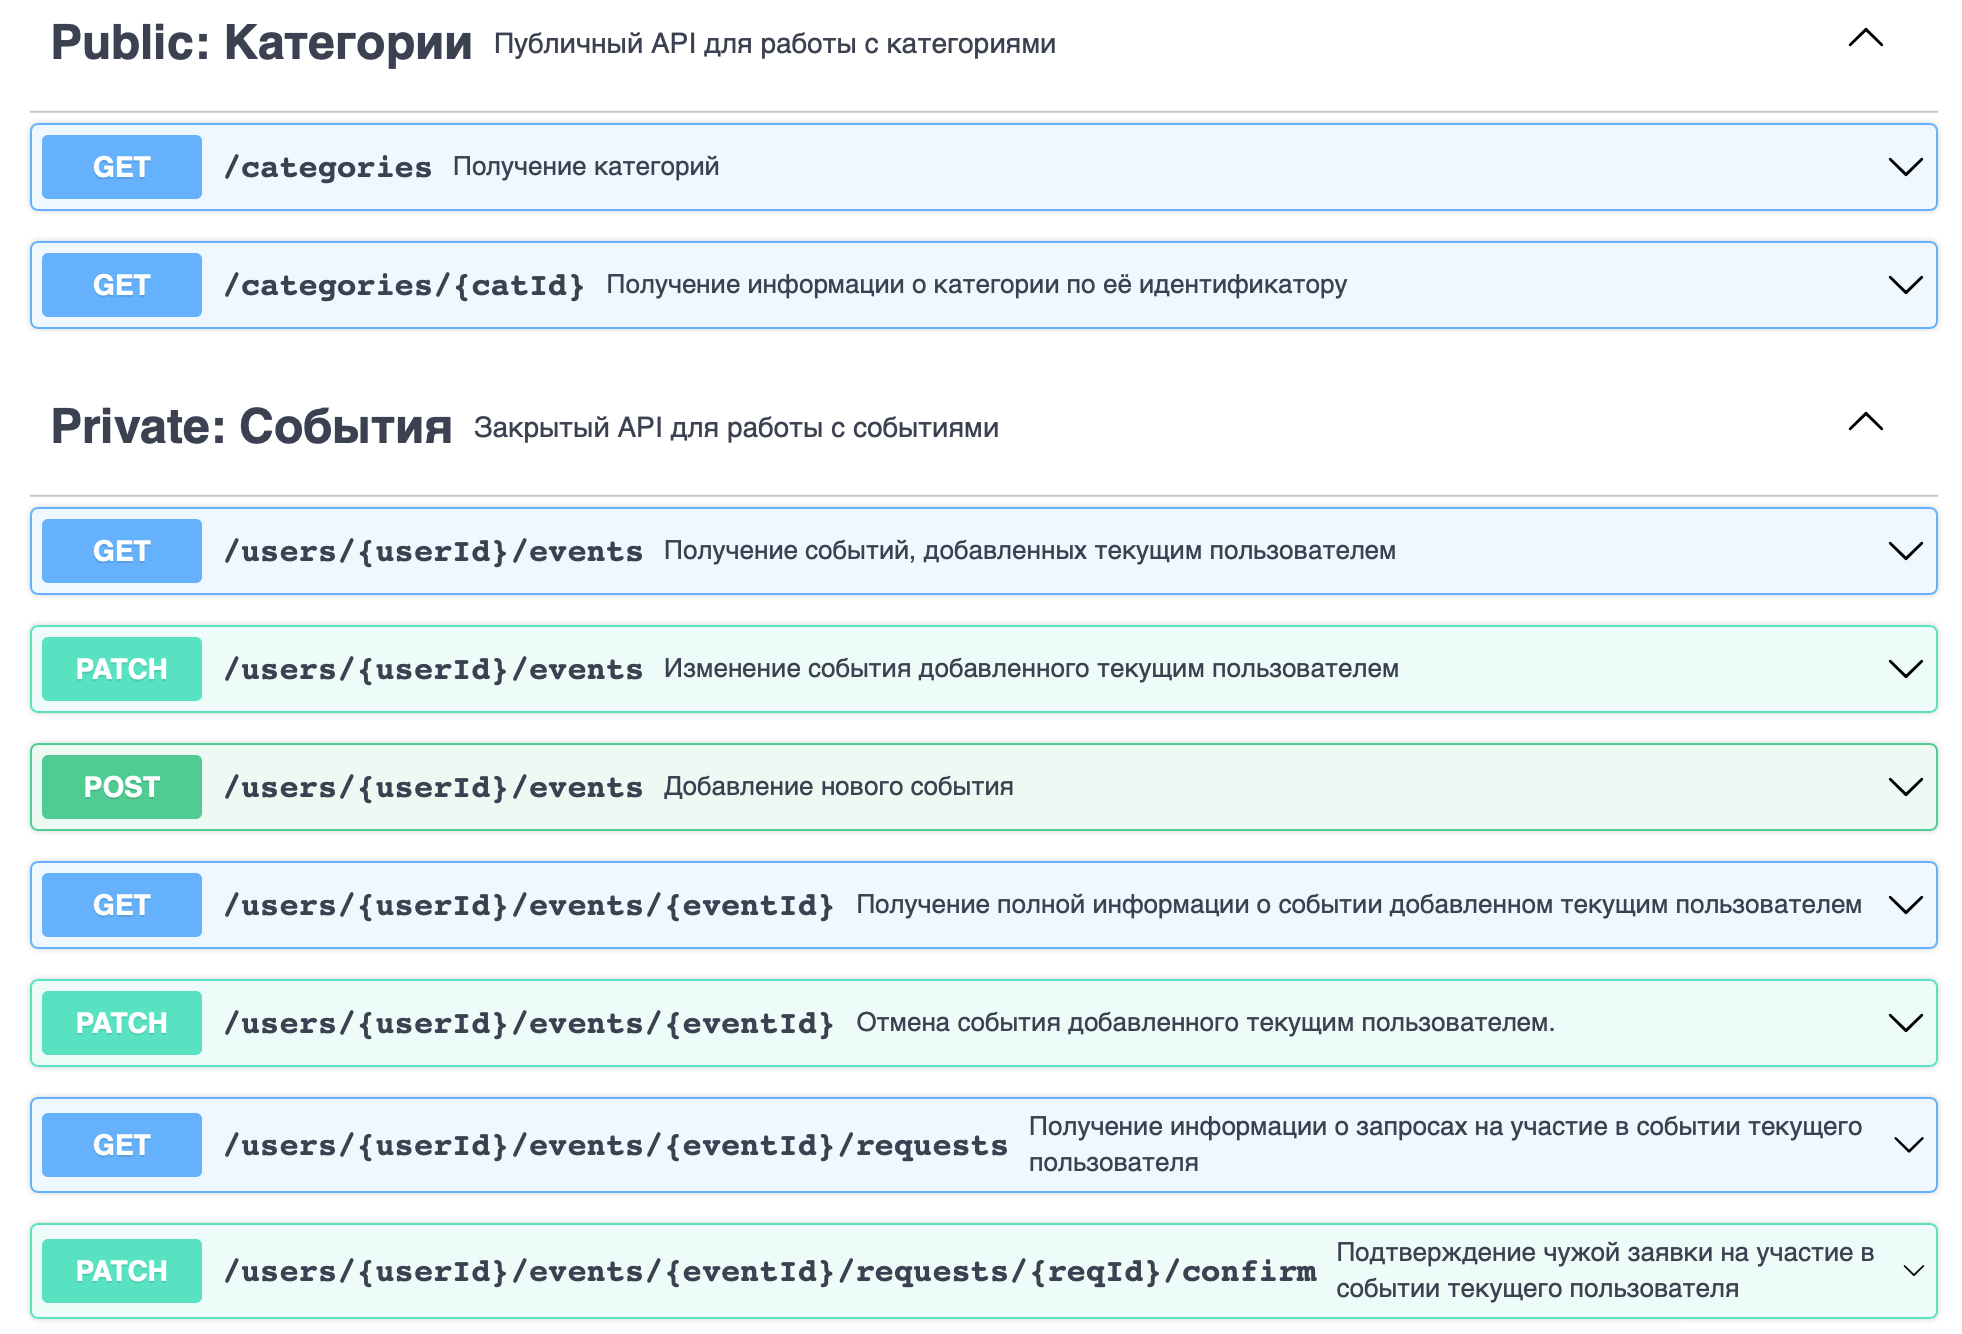 Public: Категории Публичный API для работы с категориями
GET /categories Получение категорий
GET /categories/{catId} Получение информации о категории по её идентификатору
Private: События Закрытый API для работы с событиями
GET /users/{userId}/events Получение событий, добавленных текущим пользователем
PATCH /users/{userId}/events Изменение события добавленного текущим пользователем
POST /users/{userId}/events Добавление нового события
GET /users/{userId}/events/{eventId} Получение полной информации о событии добавленном текущим пользователем
PATCH /users/{userId}/events/{eventId} Отмена события добавленного текущим пользователем.
GET /users/{userId}/events/{eventId}/requests Получение информации о запросах на участие в событии текущего
пользователя
PATCH /users/{userId}/events/{eventId}/requests/{reqId}/confirm Подтверждение чужой заявки на участие в
событии текущего пользователя